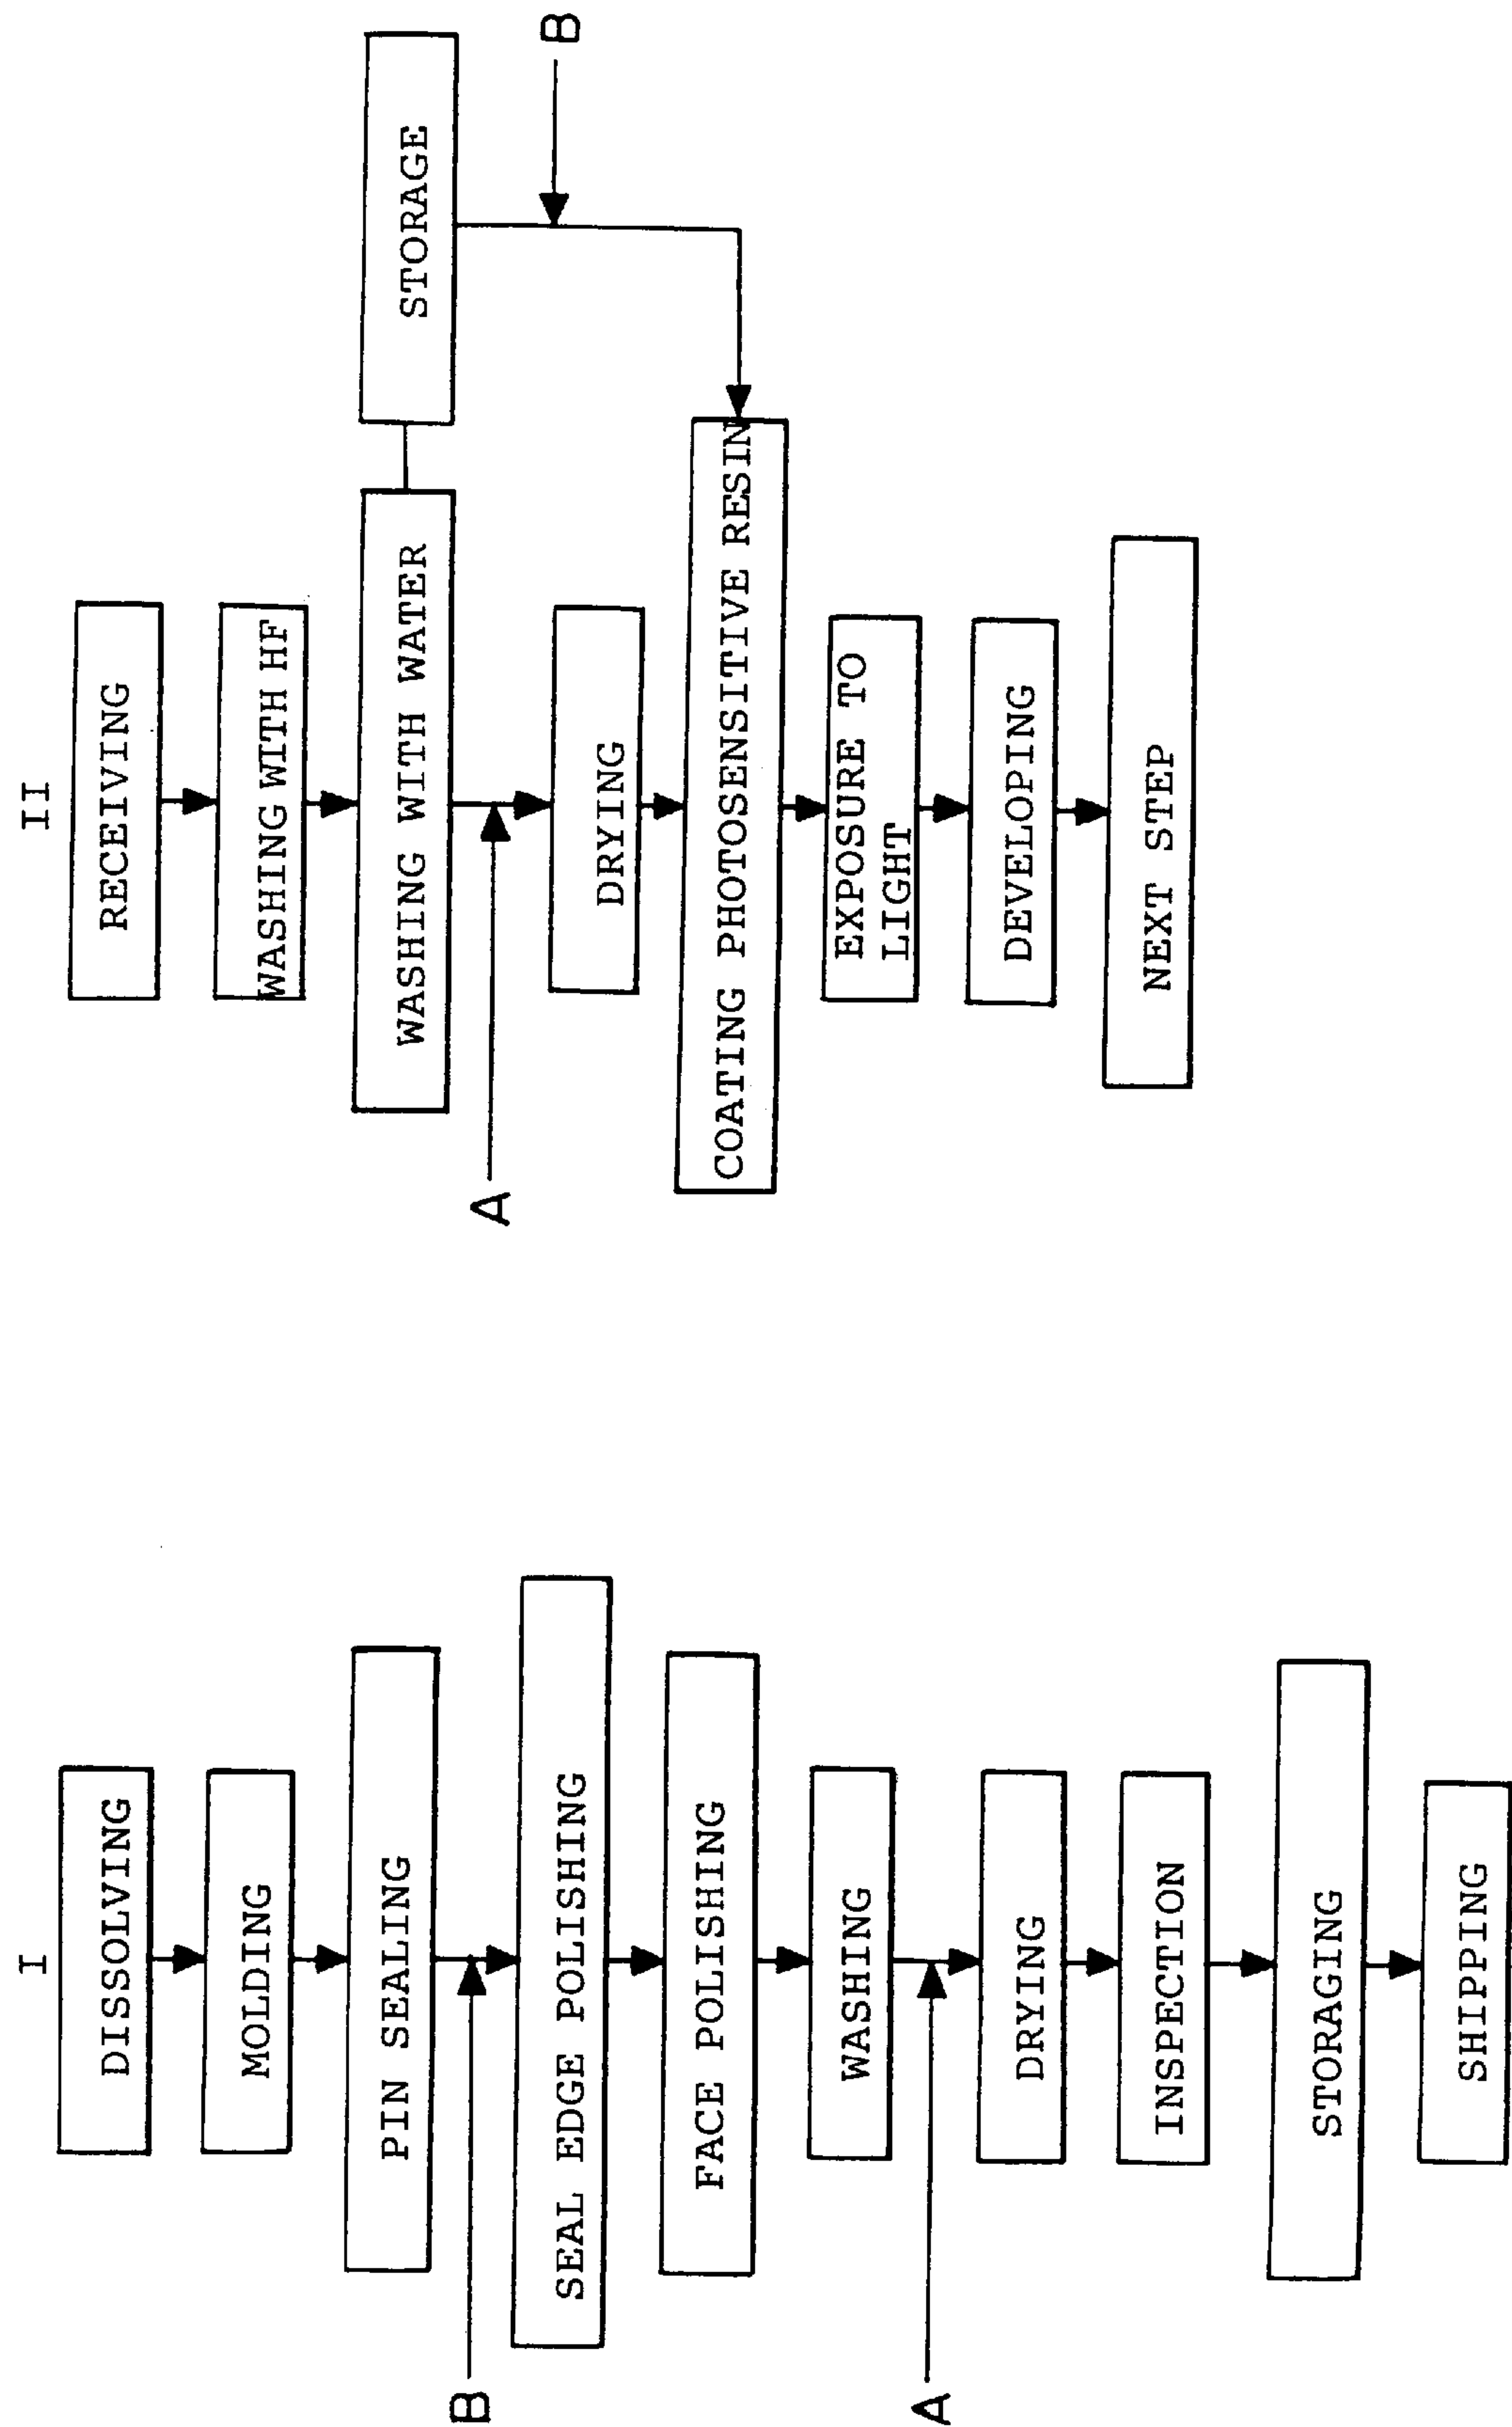 I
DISSOLVING
MOLDING
PIN SEALING
B
SEAL EDGE POLISHING
FACE POLISHING
WASHING
A
DRYING
INSPECTION
STORAGING
SHIPPING
II
RECEIVING
WASHING WITH HF
WASHING WITH WATER
STORAGE
A
B
DRYING
COATING PHOTOSENSITIVE RESIN
EXPOSURE TO
LIGHT
DEVELOPING
NEXT STEP